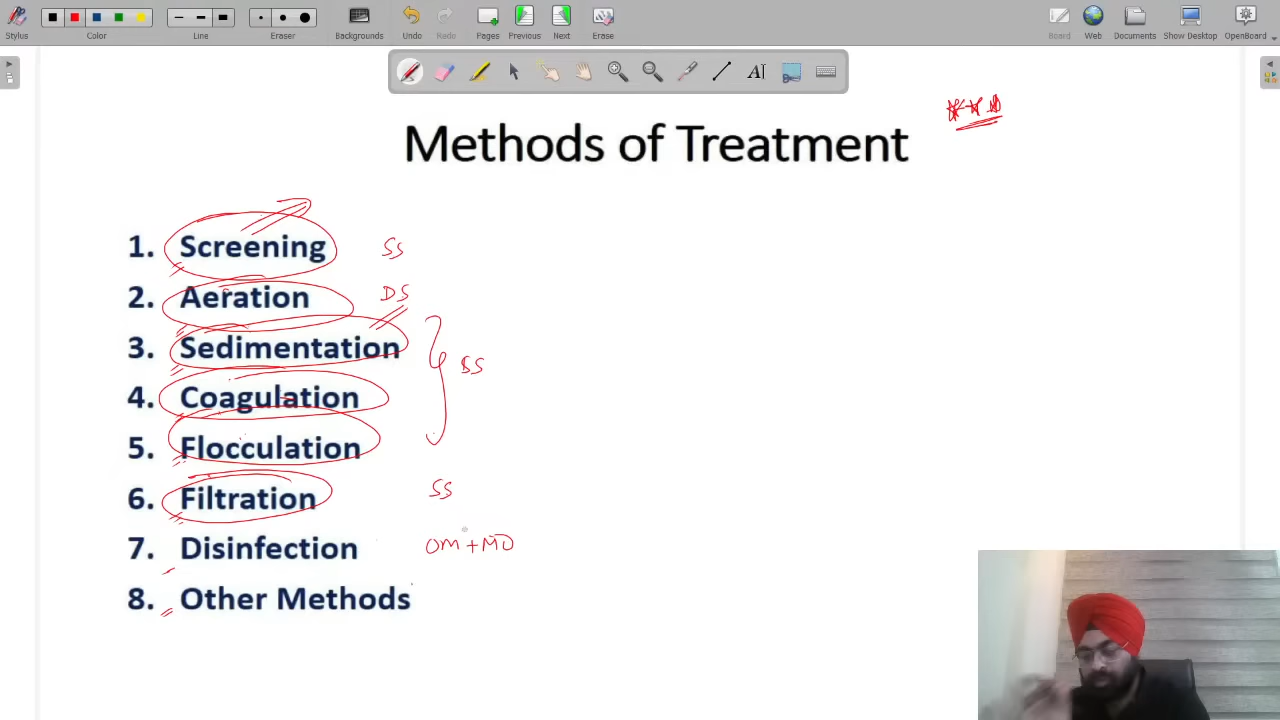 Stylus
Color
Line
Eraser
Backgrounds
Undo
Redo
Pages
Previous
Next
Erase
Board
Web
Documents
Show Desktop
OpenBoard
Methods of Treatment
1. Screening SS
2. Aeration DS
3. Sedimentation
SS
4. Coagulation
5. Flocculation
6. Filtration SS
7. Disinfection OM+MO
8. Other Methods